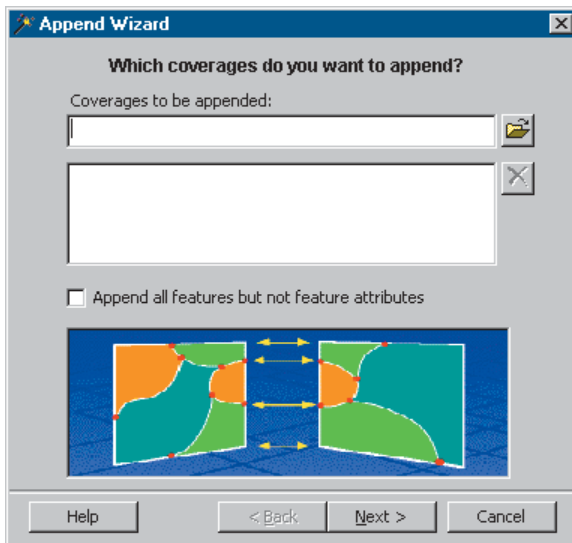 Append Wizard
Which coverages do you want to append?
Coverages to be appended:
Append all features but not feature attributes
Help
< Back
Next >
Cancel